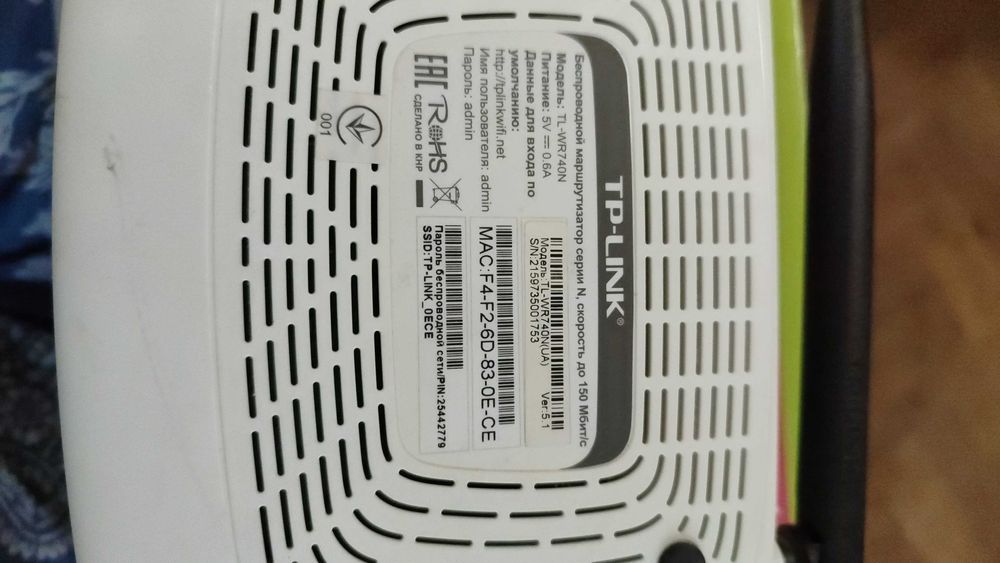 TP-LINK®
Беспроводной маршрутизатор серии N, скорость до 150 Мбит/с
Модель: TL-WR740N
Питание: 5V ⎓ 0.6A
Данные для входа по
умолчанию:
http://tplinkwifi.net
Имя пользователя: admin
Пароль: admin
Модель:TL-WR740N(UA) Ver:5.1
S/N:2159735001753
MAC:F4-F2-6D-83-0E-CE
EAC RoHS
СДЕЛАНО В КНР
Пароль беспроводной сети/PIN:25442779
SSID:TP-LINK_0ECE
001